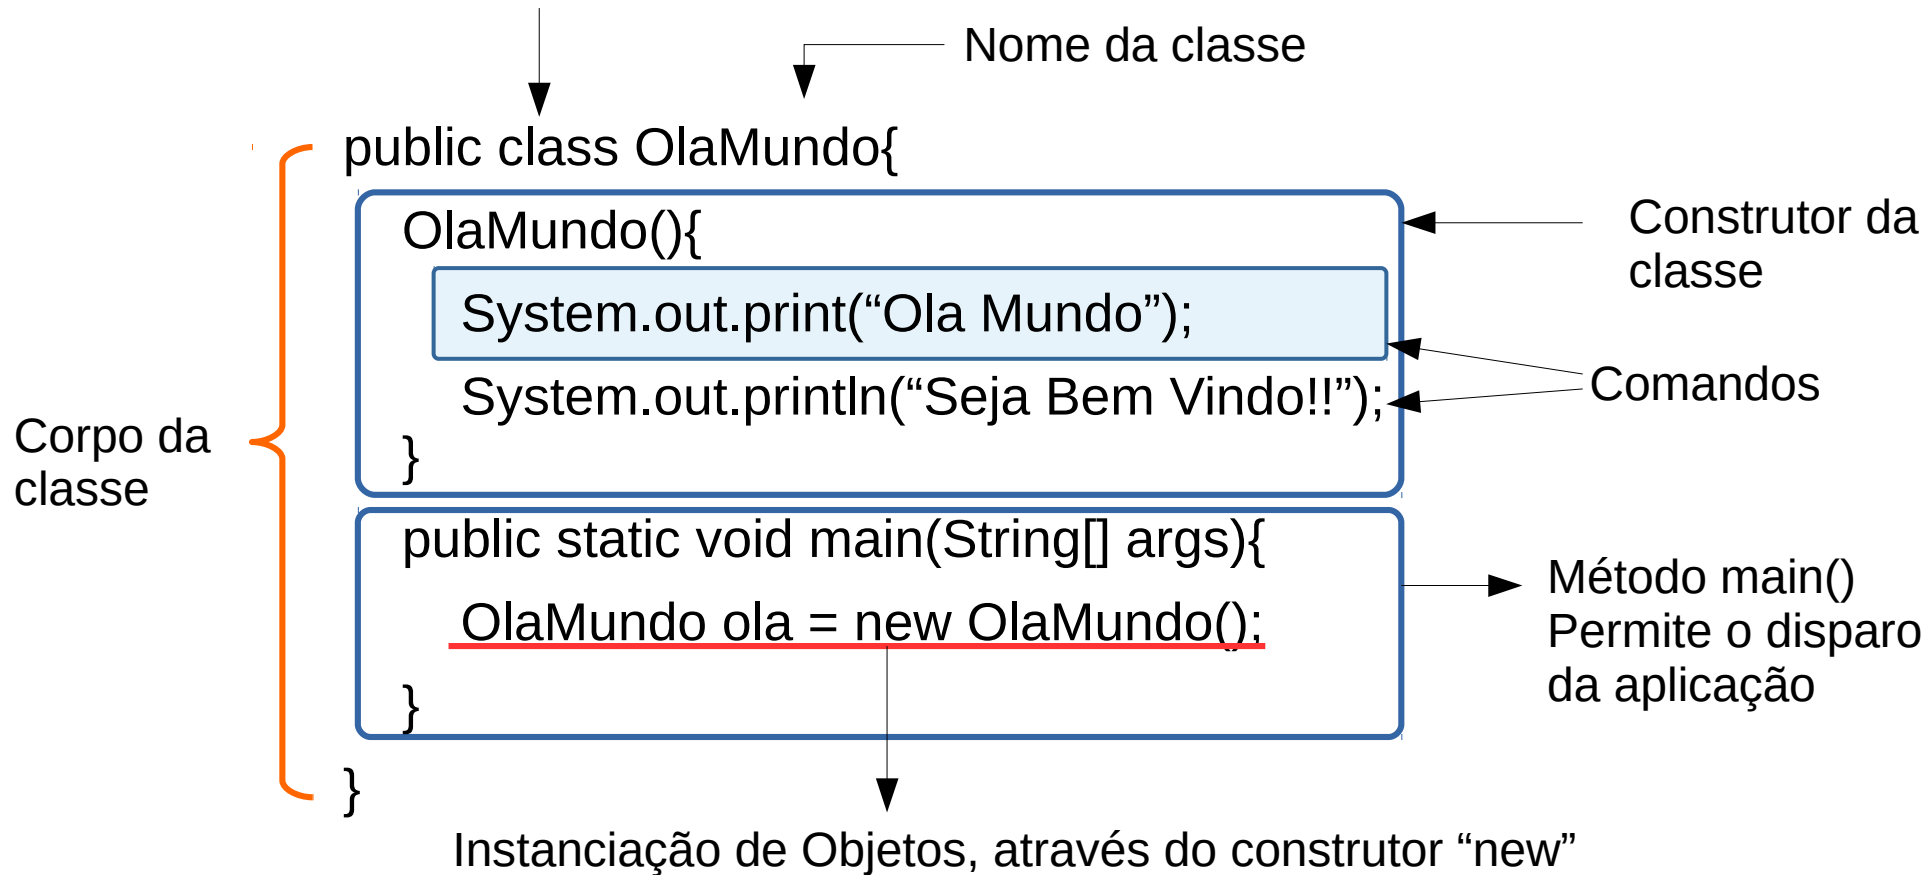 Nome da classe
public class OlaMundo{
OlaMundo(){
Construtor da
classe
System.out.print(“Ola Mundo”);
System.out.println(“Seja Bem Vindo!!”);
Comandos
}
Corpo da
classe
public static void main(String[] args){
OlaMundo ola = new OlaMundo();
}
Método main()
Permite o disparo
da aplicação
}
Instanciação de Objetos, através do construtor “new”